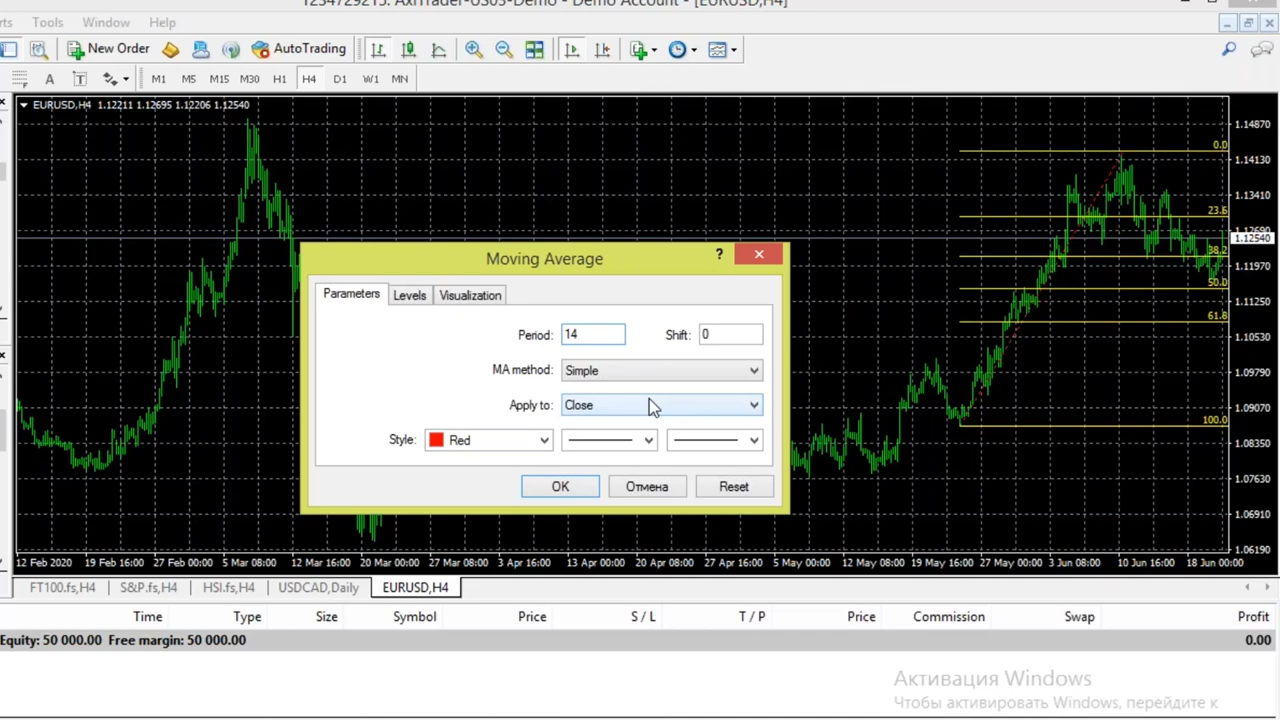 1234729215: AxiTrader-US03-Demo - Demo Account - [EURUSD,H4]
Tools Window Help
New Order AutoTrading
A T M1 M5 M15 M30 H1 H4 D1 W1 MN
EURUSD,H4 1.12211 1.12695 1.12206 1.12540
1.14870
0.0
1.14130
1.13410
23.6
1.12690
1.12540
38.2
1.11970
50.0
1.11250
61.8
1.10530
1.09790
1.09070
100.0
1.08350
1.07630
1.06910
1.06190
Moving Average
Parameters Levels Visualization
Period: 14 Shift: 0
MA method: Simple
Apply to: Close
Style: Red
OK Отмена Reset
12 Feb 2020 19 Feb 16:00 27 Feb 00:00 5 Mar 08:00 12 Mar 16:00 20 Mar 00:00 27 Mar 08:00 3 Apr 16:00 13 Apr 00:00 20 Apr 08:00 27 Apr 16:00 5 May 00:00 12 May 08:00 19 May 16:00 27 May 00:00 3 Jun 08:00 10 Jun 16:00 18 Jun 00:00
FT100.fs,H4 S&P.fs,H4 HSI.fs,H4 USDCAD,Daily EURUSD,H4
Time Type Size Symbol Price S / L T / P Price Commission Swap Profit
Equity: 50 000.00 Free margin: 50 000.00 0.00
Активация Windows
Чтобы активировать Windows, перейдите к